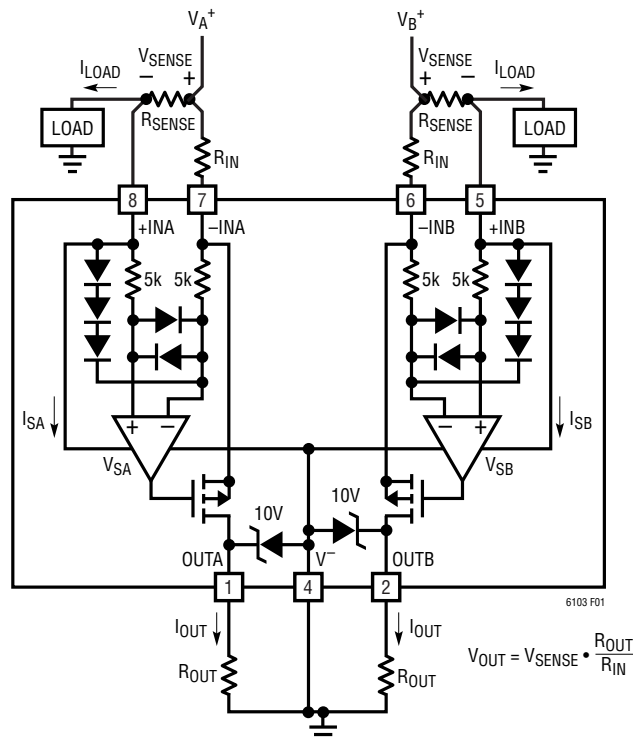 VA+ VB+
VSENSE VSENSE
ILOAD – + + – ILOAD
LOAD RSENSE RSENSE LOAD
RIN RIN
8 7 6 5
+INA –INA –INB +INB
5k 5k 5k 5k
ISA + – – + ISB
VSA VSB
10V 10V
OUTA V– OUTB
1 4 2
6103 F01
IOUT IOUT
ROUT ROUT
VOUT = VSENSE • ROUT
RIN